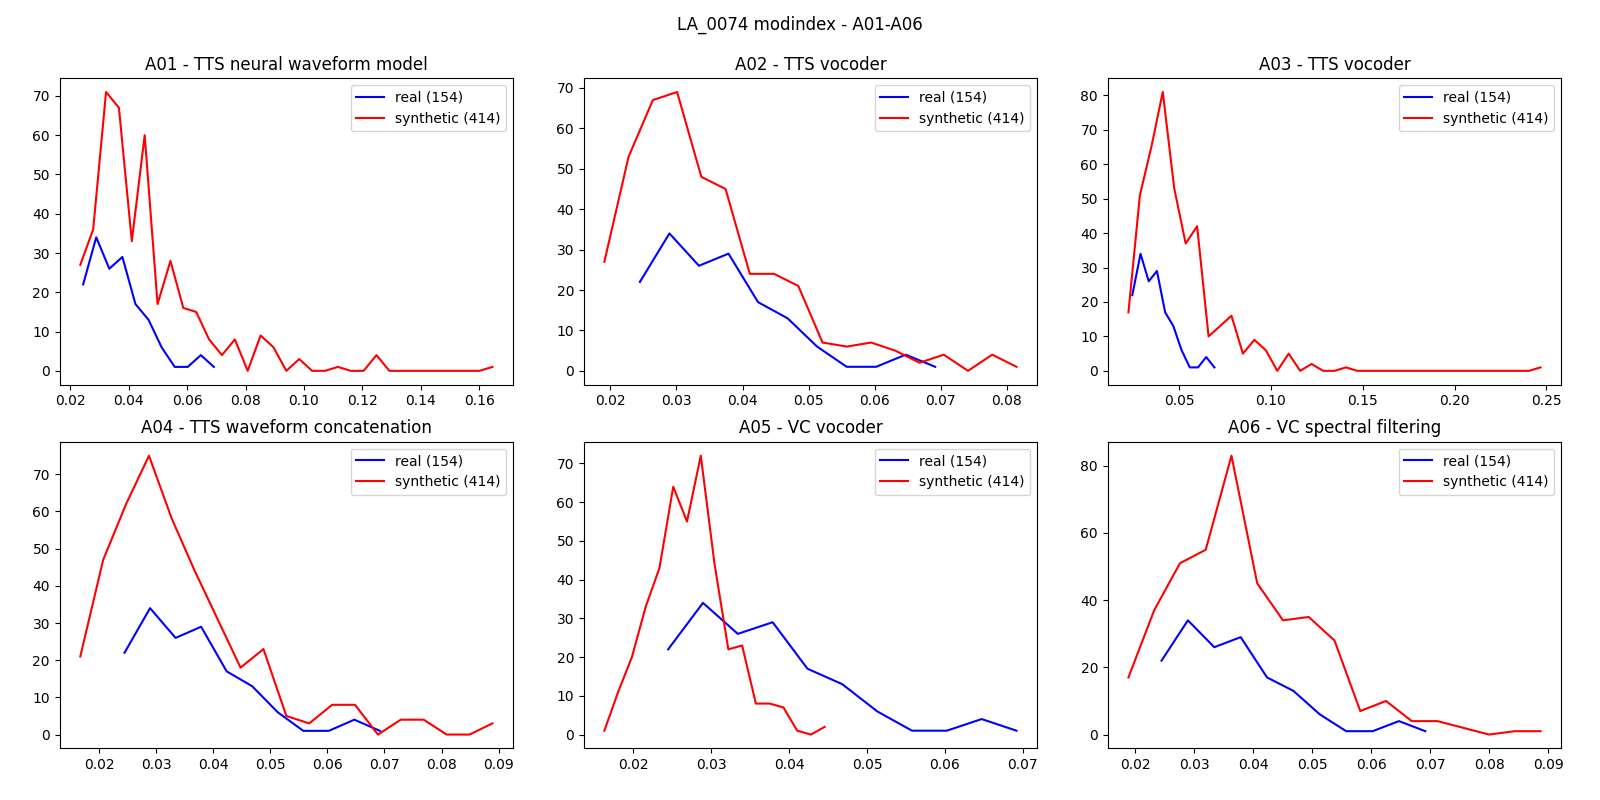 LA_0074 modindex - A01-A06
A01 - TTS neural waveform model
70
60
50
40
30
20
10
0
real (154)
synthetic (414)
0.02 0.04 0.06 0.08 0.10 0.12 0.14 0.16
A02 - TTS vocoder
70
60
50
40
30
20
10
0
real (154)
synthetic (414)
0.02 0.03 0.04 0.05 0.06 0.07 0.08
A03 - TTS vocoder
80
70
60
50
40
30
20
10
0
real (154)
synthetic (414)
0.05 0.10 0.15 0.20 0.25
A04 - TTS waveform concatenation
70
60
50
40
30
20
10
0
real (154)
synthetic (414)
0.02 0.03 0.04 0.05 0.06 0.07 0.08 0.09
A05 - VC vocoder
70
60
50
40
30
20
10
0
real (154)
synthetic (414)
0.02 0.03 0.04 0.05 0.06 0.07
A06 - VC spectral filtering
80
60
40
20
0
real (154)
synthetic (414)
0.02 0.03 0.04 0.05 0.06 0.07 0.08 0.09